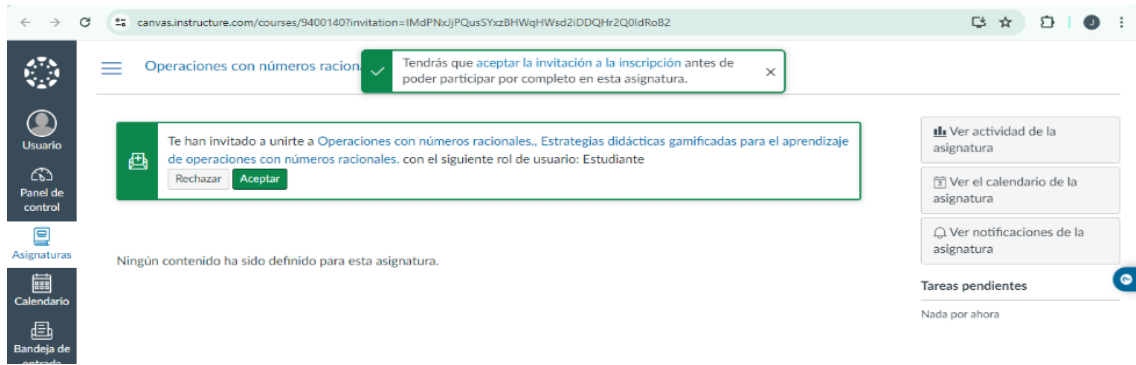 canvas.instructure.com/courses/9400140?invitation=IMdPNxJjPQusSYxzBHWqHWsd2iDDQHr2Q0ldRoB2
J
Operaciones con números racion
Tendrás que aceptar la invitación a la inscripción antes de
poder participar por completo en esta asignatura.
Usuario
Panel de
control
Asignaturas
Calendario
Bandeja de
entrada
Te han invitado a unirte a Operaciones con números racionales., Estrategias didácticas gamificadas para el aprendizaje
de operaciones con números racionales. con el siguiente rol de usuario: Estudiante
Rechazar Aceptar
Ningún contenido ha sido definido para esta asignatura.
Ver actividad de la
asignatura
Ver el calendario de la
asignatura
Ver notificaciones de la
asignatura
Tareas pendientes
Nada por ahora